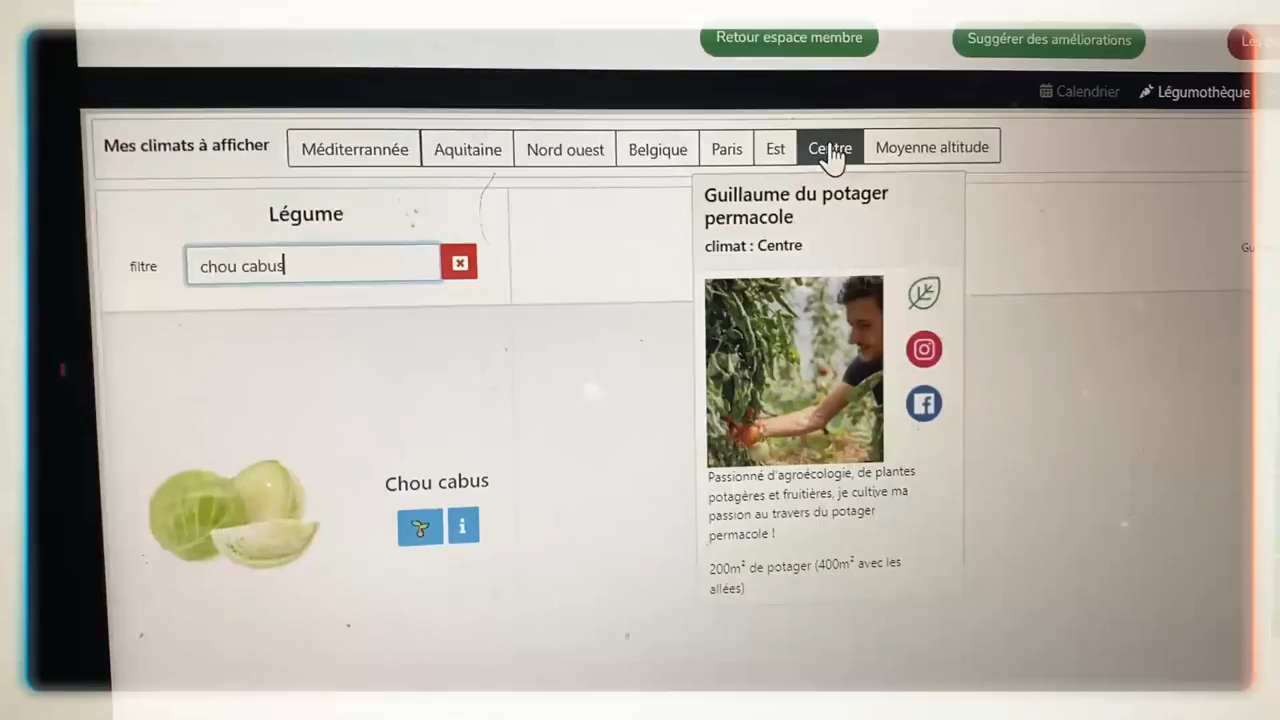 Retour espace membre
Suggérer des améliorations
Calendrier
Légumothèque
Mes climats à afficher
Méditerrannée
Aquitaine
Nord ouest
Belgique
Paris
Est
Centre
Moyenne altitude
Légume
filtre
chou cabus
Guillaume du potager
permacole
climat : Centre
Passionné d'agroécologie, de plantes
potagères et fruitières, je cultive ma
passion au travers du potager
permacole !
200m² de potager (400m² avec les
allées)
Chou cabus